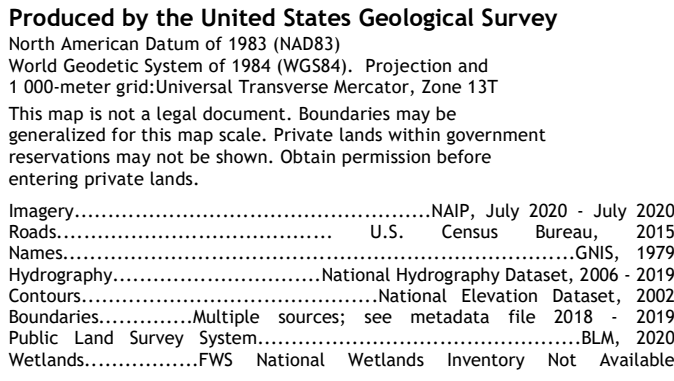 Produced by the United States Geological Survey
North American Datum of 1983 (NAD83)
World Geodetic System of 1984 (WGS84). Projection and
1 000-meter grid:Universal Transverse Mercator, Zone 13T
This map is not a legal document. Boundaries may be
generalized for this map scale. Private lands within government
reservations may not be shown. Obtain permission before
entering private lands.
Imagery.....................................................NAIP, July 2020 - July 2020
Roads........................................ U.S. Census Bureau, 2015
Names............................................................................GNIS, 1979
Hydrography...............................National Hydrography Dataset, 2006 - 2019
Contours............................................National Elevation Dataset, 2002
Boundaries..............Multiple sources; see metadata file 2018 - 2019
Public Land Survey System................................................BLM, 2020
Wetlands.................FWS National Wetlands Inventory Not Available